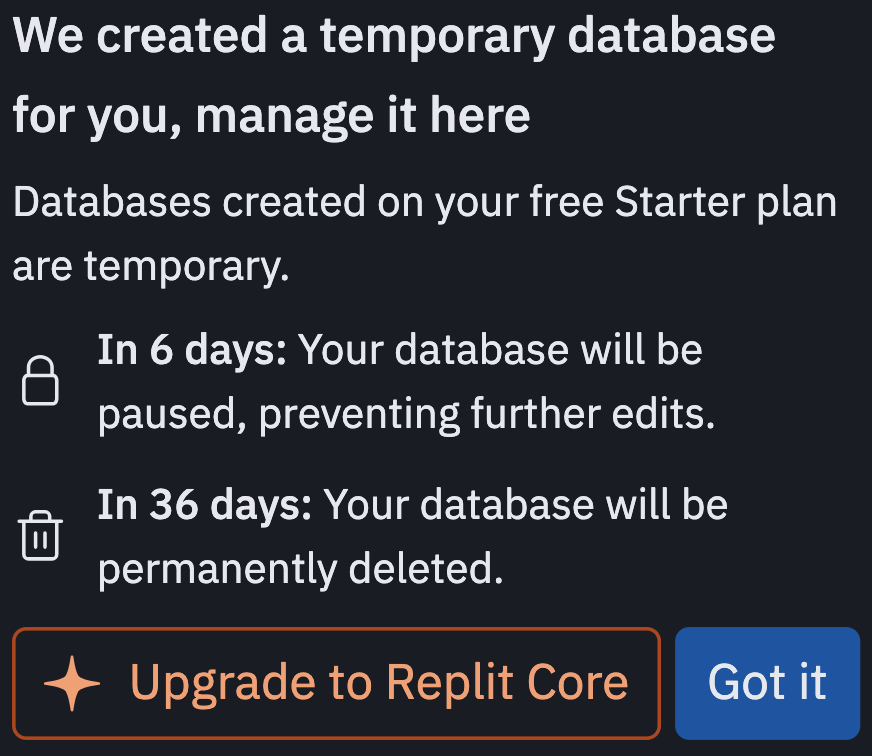 We created a temporary database
for you, manage it here
Databases created on your free Starter plan
are temporary.
In 6 days: Your database will be
paused, preventing further edits.
In 36 days: Your database will be
permanently deleted.
Upgrade to Replit Core
Got it